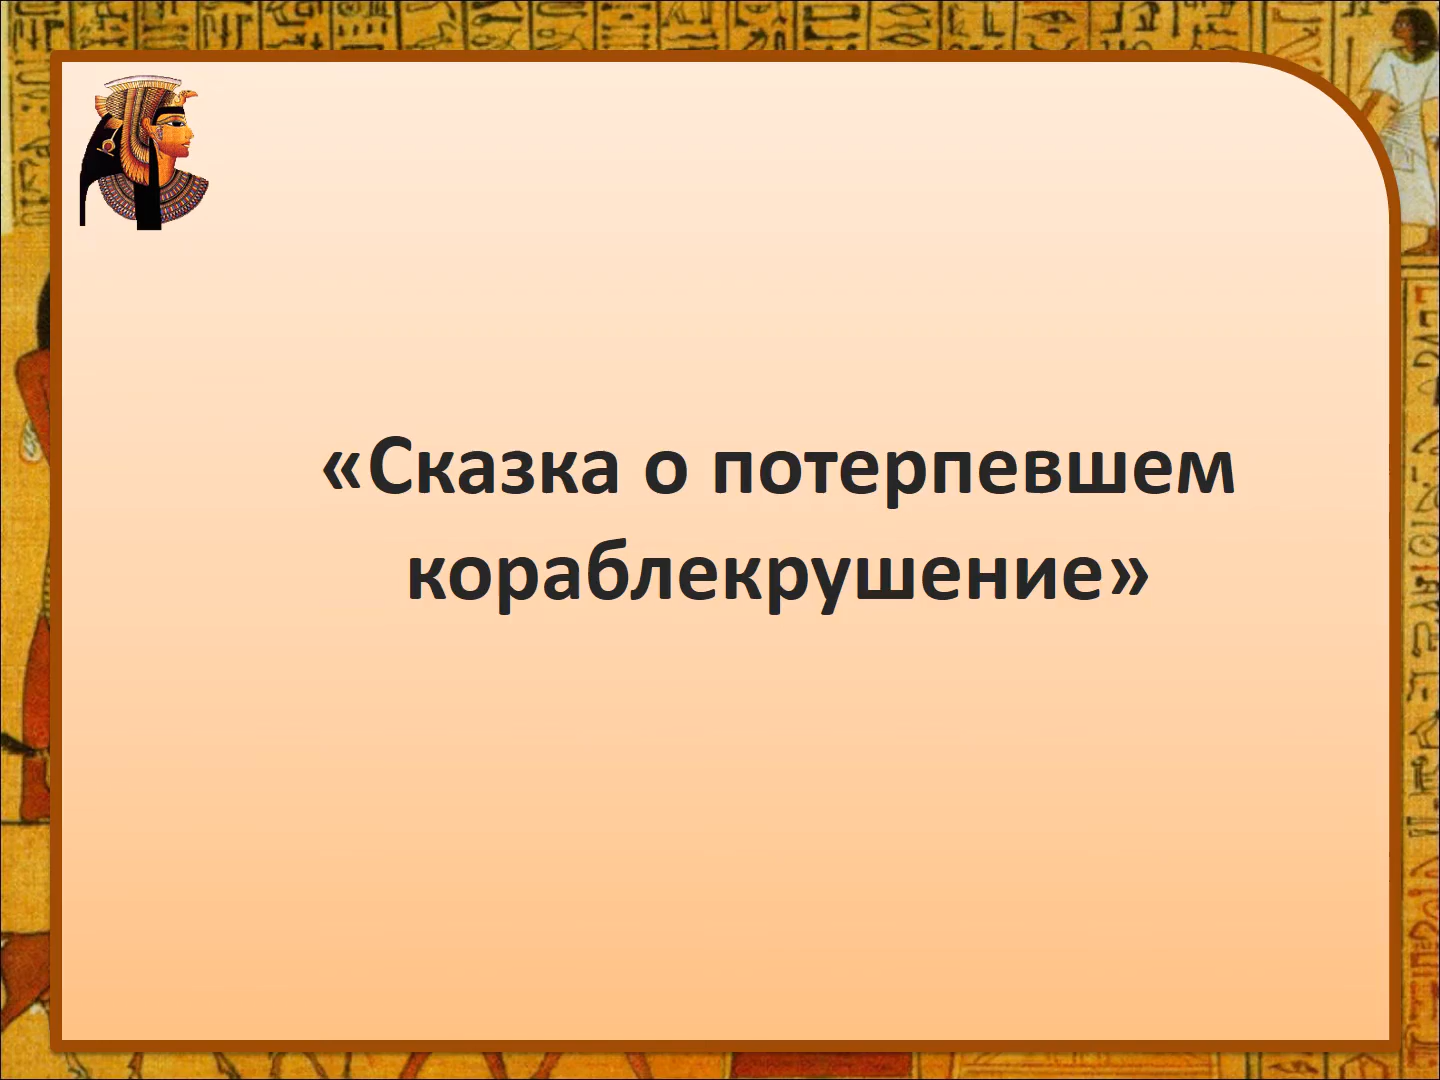 «Сказка о потерпевшем
кораблекрушение»